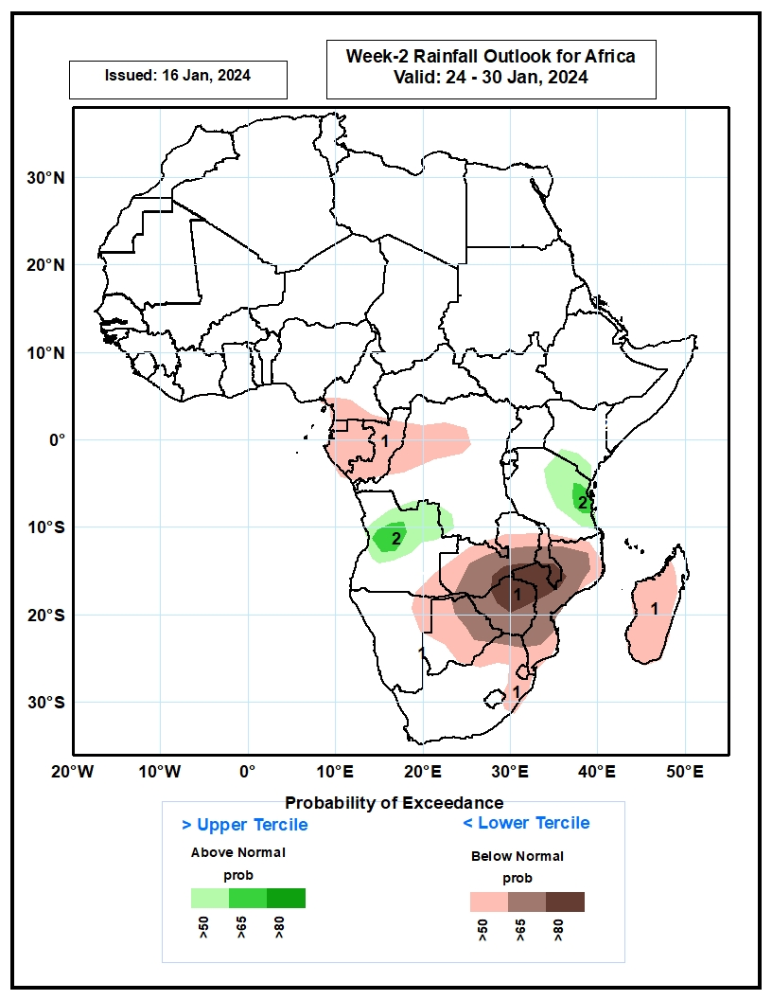 Issued: 16 Jan, 2024
Week-2 Rainfall Outlook for Africa
Valid: 24 - 30 Jan, 2024
30°N
20°N
10°N
0°
10°S
20°S
30°S
1
2
2
1
1
1
1
20°W 10°W 0° 10°E 20°E 30°E 40°E 50°E
Probability of Exceedance
> Upper Tercile
< Lower Tercile
Above Normal
Below Normal
prob
prob
>50 >65 >80
>50 >65 >80